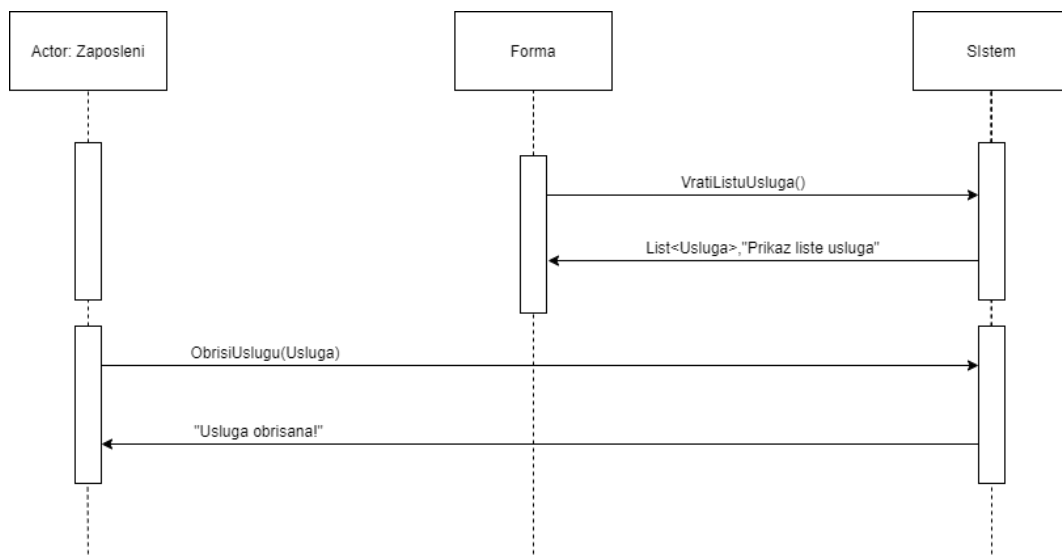 Actor: Zaposleni
Forma
SIstem
VratiListuUsluga()
List<Usluga>,"Prikaz liste usluga"
ObrisiUslugu(Usluga)
"Usluga obrisana!"